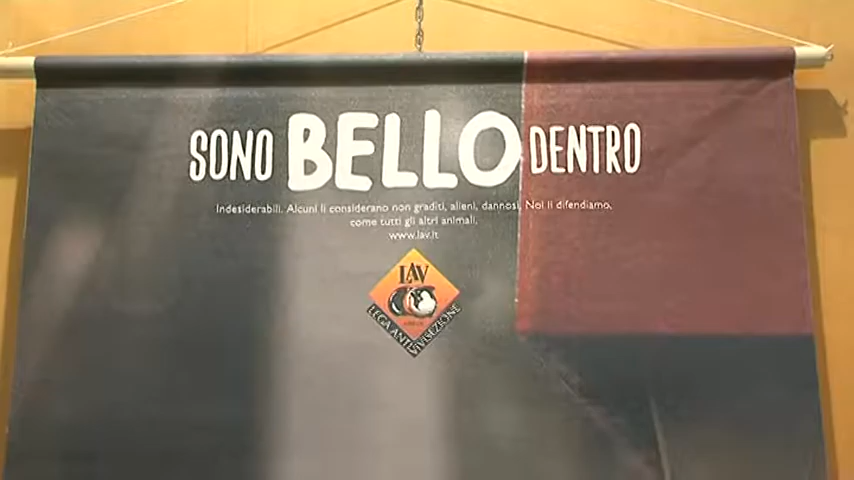 SONO BELLO DENTRO
Indesiderabili. Alcuni li considerano non graditi, alieni, dannosi. Noi li difendiamo,
come tutti gli altri animali.
www.lav.it
LAV
LEGA ANTIVIVISEZIONE